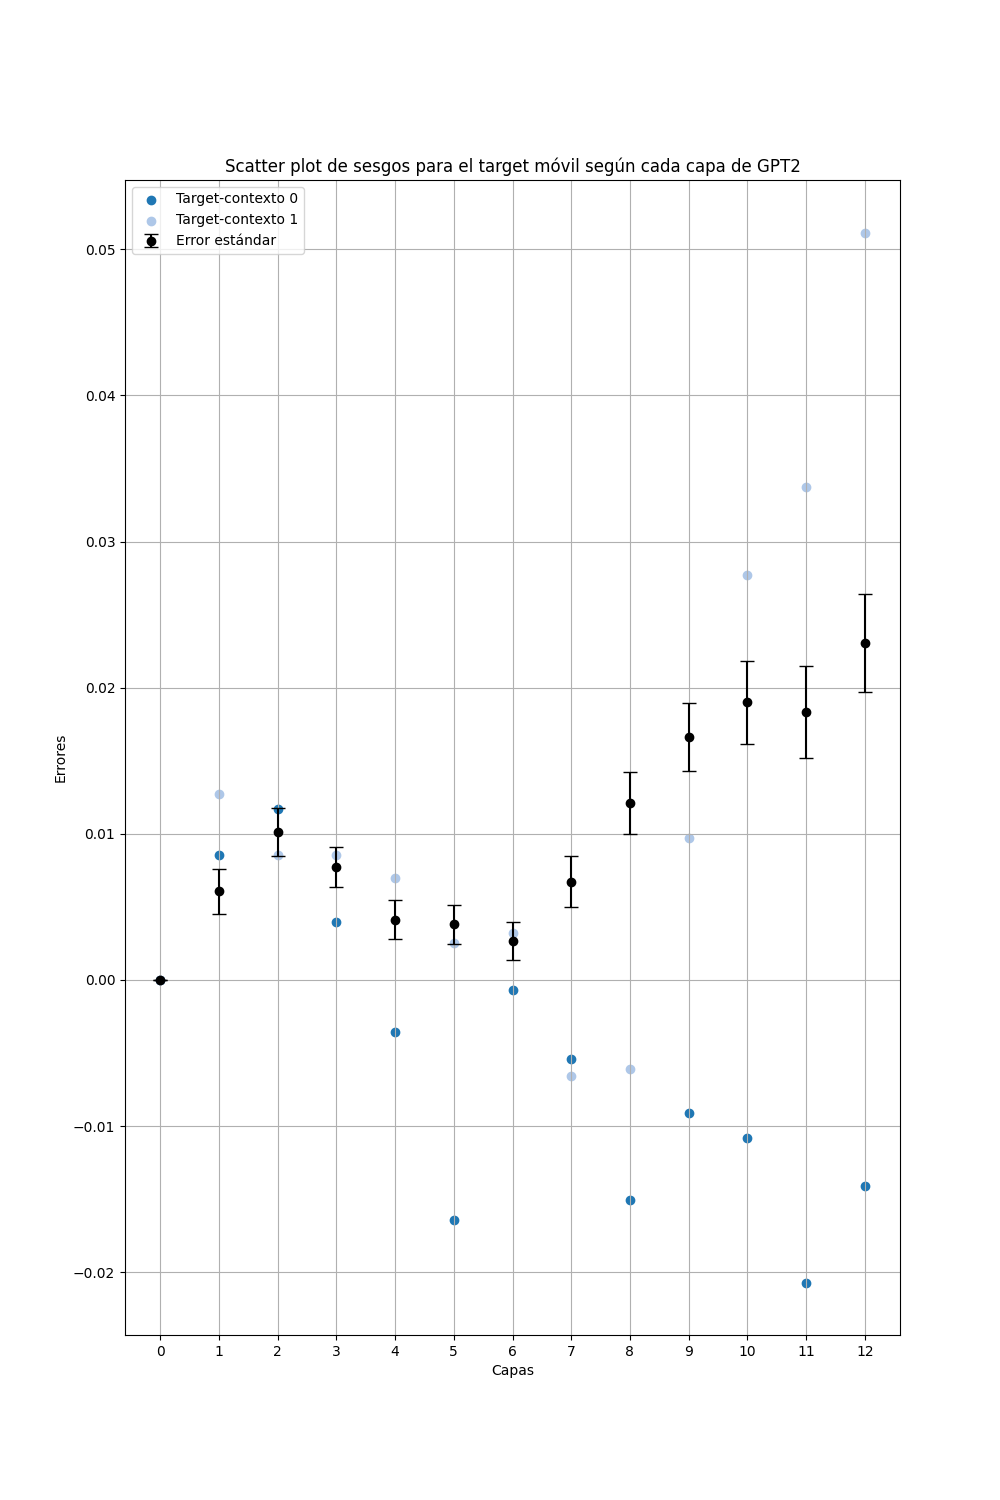 Scatter plot de sesgos para el target móvil según cada capa de GPT2
Target-contexto 0
Target-contexto 1
Error estándar
0.05
0.04
0.03
0.02
0.01
0.00
−0.01
−0.02
Errores
0 1 2 3 4 5 6 7 8 9 10 11 12
Capas